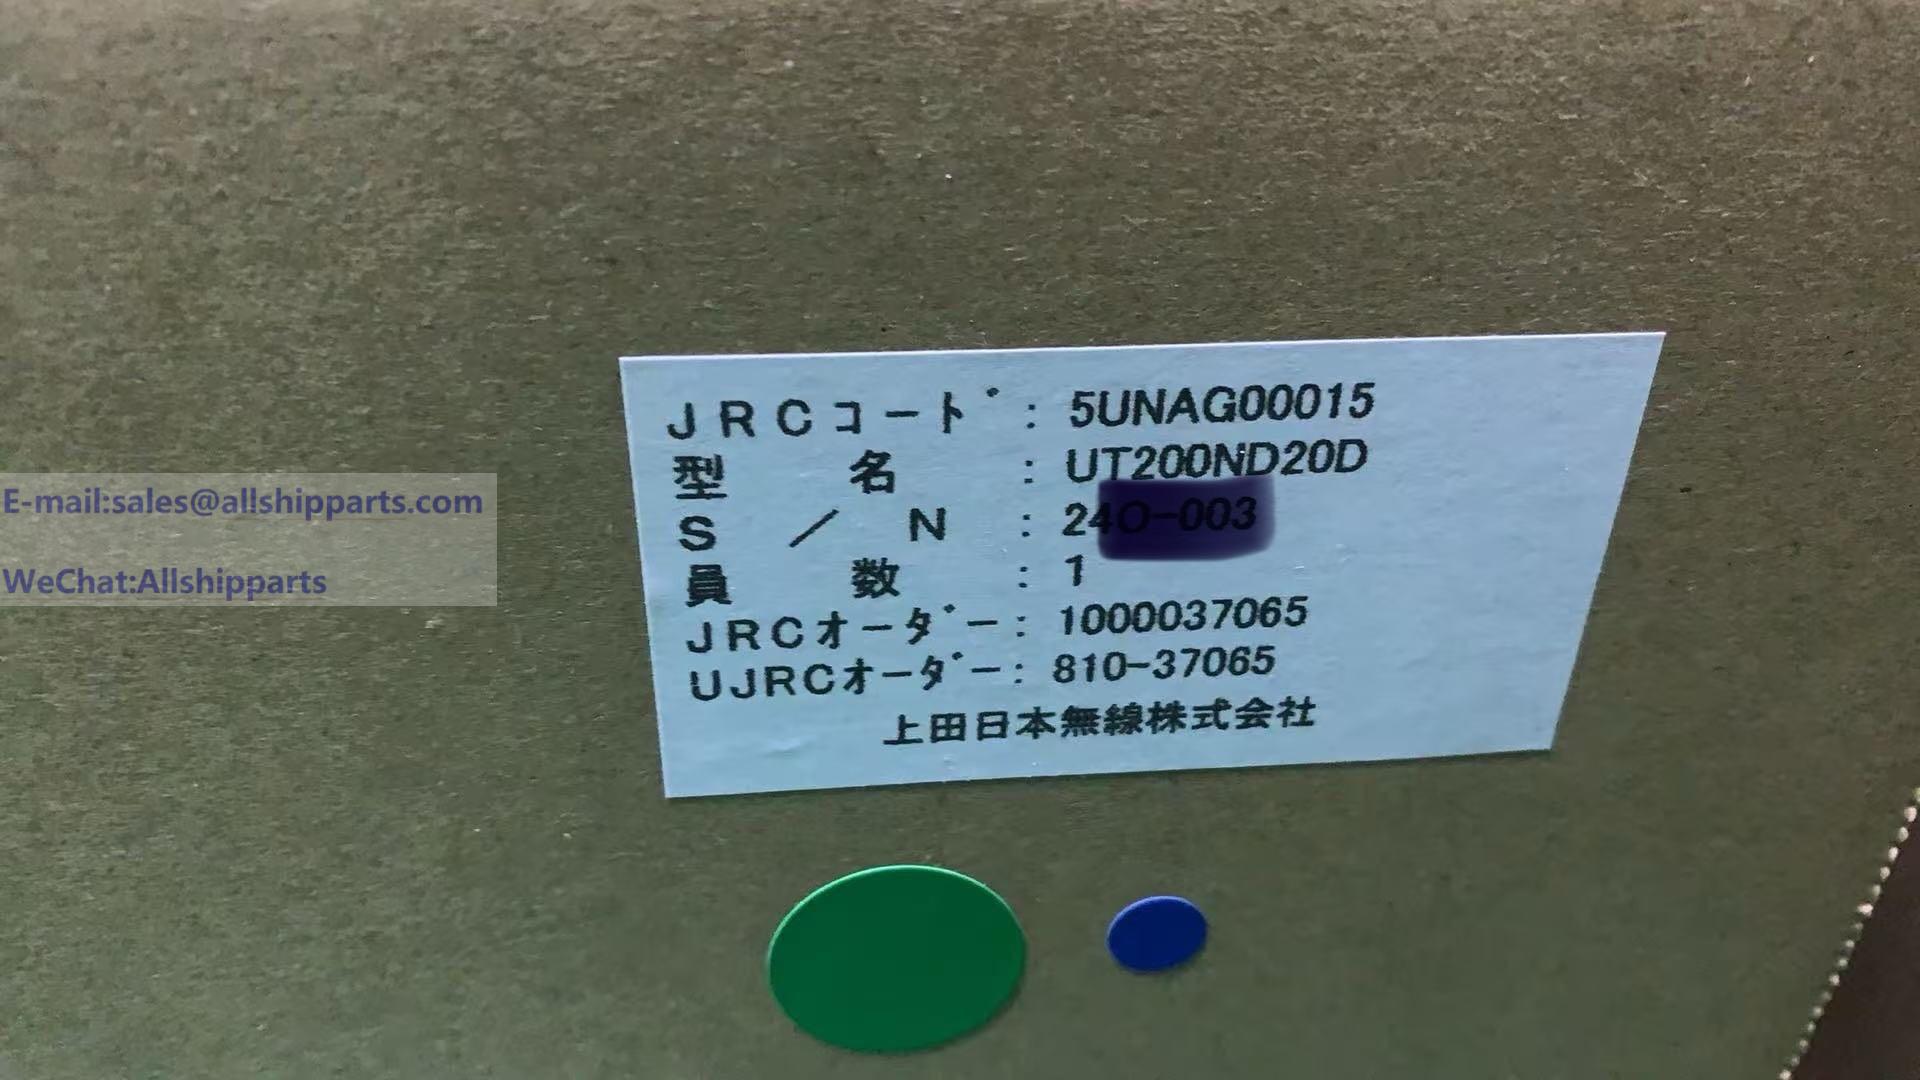 JRCコード : 5UNAG00015
型名 : UT200ND20D
S/N : 24O-003
員数 : 1
JRCオーダー: 1000037065
UJRCオーダー: 810-37065
上田日本無線株式会社
E-mail:sales@allshipparts.com
WeChat:Allshipparts